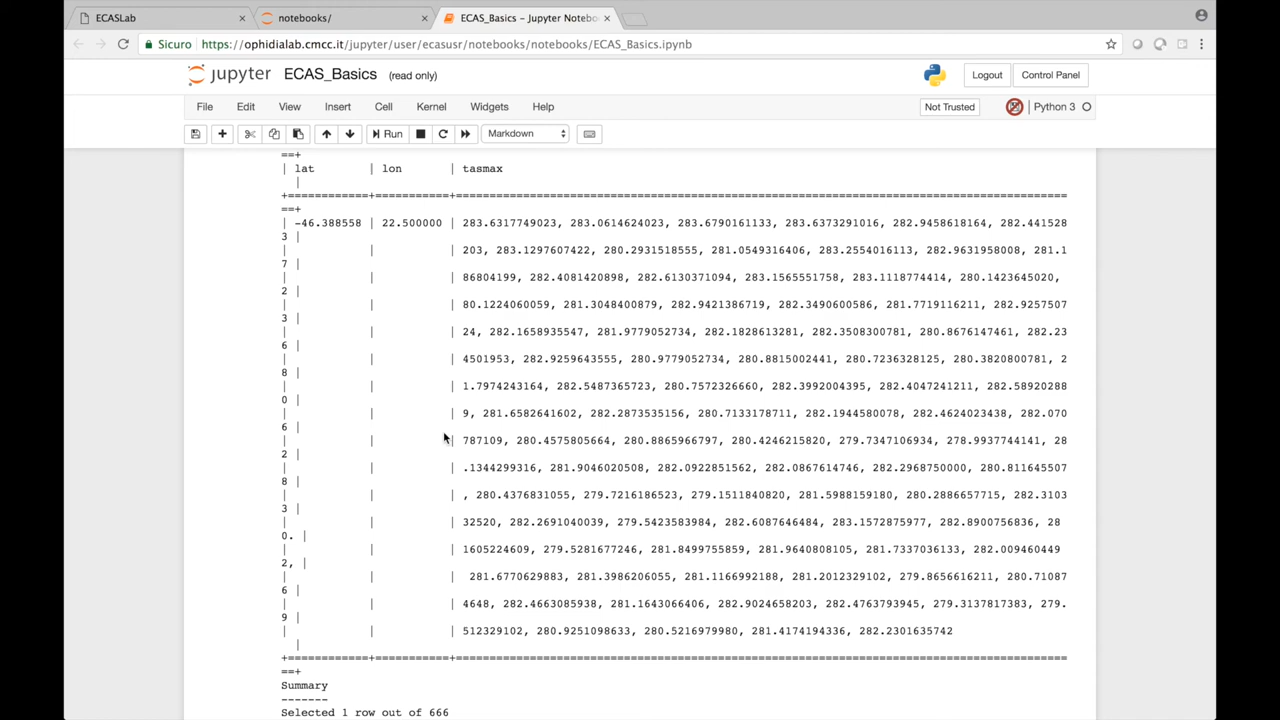 ECASLab
notebooks/
ECAS_Basics - Jupyter Notebo
Sicuro
https://ophidialab.cmcc.it/jupyter/user/ecasusr/notebooks/notebooks/ECAS_Basics.ipynb
jupyter ECAS_Basics (read only)
Logout
Control Panel
File Edit View Insert Cell Kernel Widgets Help
Not Trusted
Python 3
Run
Markdown
==+
| lat | lon | tasmax
|
+============+===========+===================================================================================
==+
| -46.388558 | 22.500000 | 283.6317749023, 283.0614624023, 283.6790161133, 283.6373291016, 282.9458618164, 282.441528
3 |
| | | 203, 283.1297607422, 280.2931518555, 281.0549316406, 283.2554016113, 282.9631958008, 281.1
7 |
| | | 86804199, 282.4081420898, 282.6130371094, 283.1565551758, 283.1118774414, 280.1423645020,
2 |
| | | 80.1224060059, 281.3048400879, 282.9421386719, 282.3490600586, 281.7719116211, 282.9257507
3 |
| | | 24, 282.1658935547, 281.9779052734, 282.1828613281, 282.3508300781, 280.8676147461, 282.23
6 |
| | | 4501953, 282.9259643555, 280.9779052734, 280.8815002441, 280.7236328125, 280.3820800781, 2
8 |
| | | 1.7974243164, 282.5487365723, 280.7572326660, 282.3992004395, 282.4047241211, 282.58920288
0 |
| | | 9, 281.6582641602, 282.2873535156, 280.7133178711, 282.1944580078, 282.4624023438, 282.070
6 |
| | | 787109, 280.4575805664, 280.8865966797, 280.4246215820, 279.7347106934, 278.9937744141, 28
2 |
| | | .1344299316, 281.9046020508, 282.0922851562, 282.0867614746, 282.2968750000, 280.811645507
8 |
| | | , 280.4376831055, 279.7216186523, 279.1511840820, 281.5988159180, 280.2886657715, 282.3103
3 |
| | | 32520, 282.2691040039, 279.5423583984, 282.6087646484, 283.1572875977, 282.8900756836, 28
0. |
| | | 1605224609, 279.5281677246, 281.8499755859, 281.9640808105, 281.7337036133, 282.009460449
2, |
| | | 281.6770629883, 281.3986206055, 281.1166992188, 281.2012329102, 279.8656616211, 280.71087
6 |
| | | 4648, 282.4663085938, 281.1643066406, 282.9024658203, 282.4763793945, 279.3137817383, 279.
9 |
| | | 512329102, 280.9251098633, 280.5216979980, 281.4174194336, 282.2301635742
|
+============+===========+===================================================================================
==+
Summary
-------
Selected 1 row out of 666